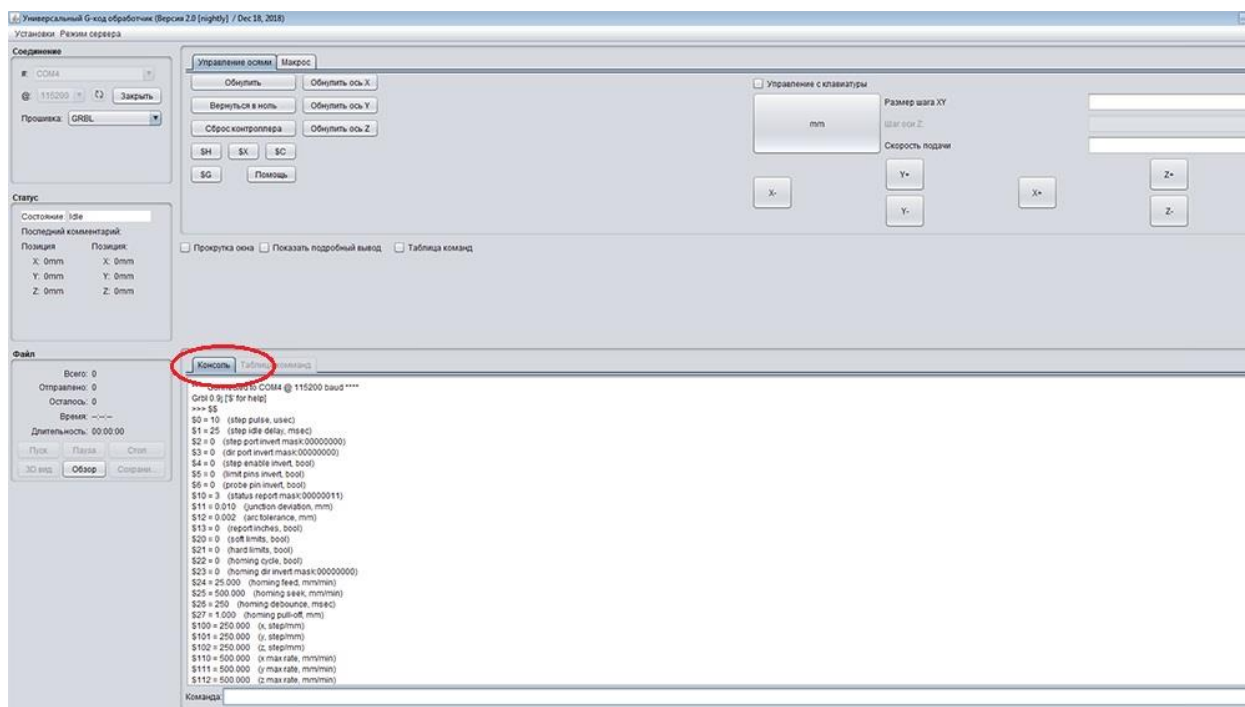 Универсальный G-код обработчик (Версия 2.0 [nightly] / Dec 18, 2018)
Установки Режим сервера
Соединение
#: COM4
@: 115200 Закрыть
Прошивка: GRBL
Управление осями Макрос
Обнулить Обнулить ось X
Вернуться в ноль Обнулить ось Y
Сброс контроллера Обнулить ось Z
$H $X $C
$G Помощь
Управление с клавиатуры
mm
Размер шага XY
Шаг оси Z:
Скорость подачи
X-
Y+
Y-
X+
Z+
Z-
Статус
Состояние: Idle
Последний комментарий:
Позиция Позиция:
X: 0mm X: 0mm
Y: 0mm Y: 0mm
Z: 0mm Z: 0mm
Прокрутка окна Показать подробный вывод Таблица команд
Файл
Всего: 0
Отправлено: 0
Осталось: 0
Время: --:--:--
Длительность: 00:00:00
Пуск Пауза Стоп
3D вид Обзор Сохрани...
Консоль Таблица комманд
**** Connected to COM4 @ 115200 baud ****
Grbl 0.9j ['$' for help]
>>> $$
$0 = 10 (step pulse, usec)
$1 = 25 (step idle delay, msec)
$2 = 0 (step port invert mask:00000000)
$3 = 0 (dir port invert mask:00000000)
$4 = 0 (step enable invert, bool)
$5 = 0 (limit pins invert, bool)
$6 = 0 (probe pin invert, bool)
$10 = 3 (status report mask:00000011)
$11 = 0.010 (junction deviation, mm)
$12 = 0.002 (arc tolerance, mm)
$13 = 0 (report inches, bool)
$20 = 0 (soft limits, bool)
$21 = 0 (hard limits, bool)
$22 = 0 (homing cycle, bool)
$23 = 0 (homing dir invert mask:00000000)
$24 = 25.000 (homing feed, mm/min)
$25 = 500.000 (homing seek, mm/min)
$26 = 250 (homing debounce, msec)
$27 = 1.000 (homing pull-off, mm)
$100 = 250.000 (x, step/mm)
$101 = 250.000 (y, step/mm)
$102 = 250.000 (z, step/mm)
$110 = 500.000 (x max rate, mm/min)
$111 = 500.000 (y max rate, mm/min)
$112 = 500.000 (z max rate, mm/min)
Команда: